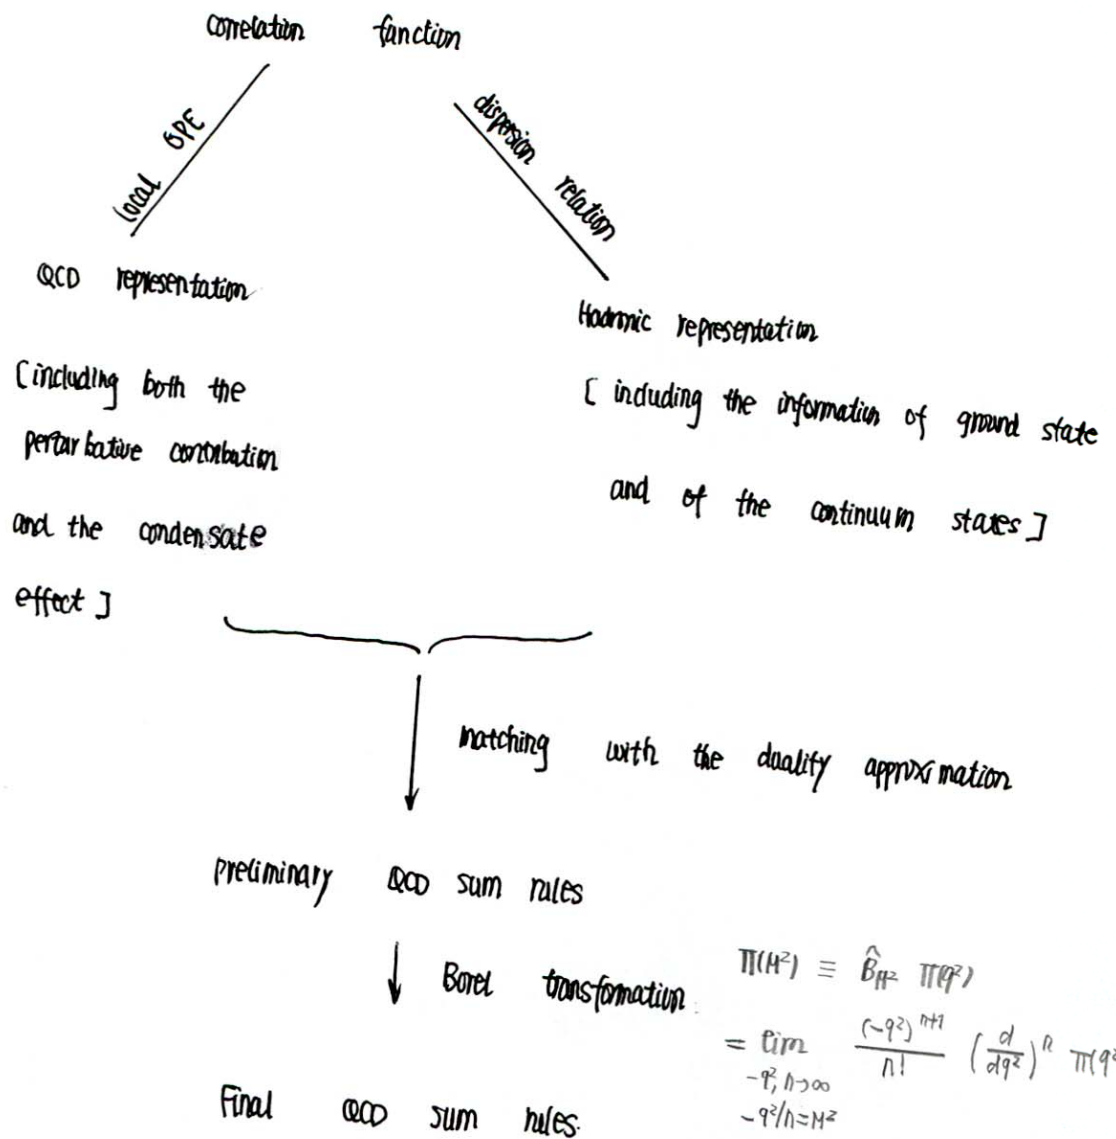 correlation fanction
local OPE
dispersion relation
QCD representation
Hadronic representation
[including both the
perturbative contribution
and the condensate
effect]
[including the information of ground state
and of the continuum states]
matching with the duality approximation
preliminary QCD sum rules
Borel transformation
Π(M²) ≡ B̂_M² Π(q²)
= lim (-q²)^{n+1}/n! (d/dq²)^n Π(q²
-q²,n→∞
-q²/n=M²
Final QCD sum rules.